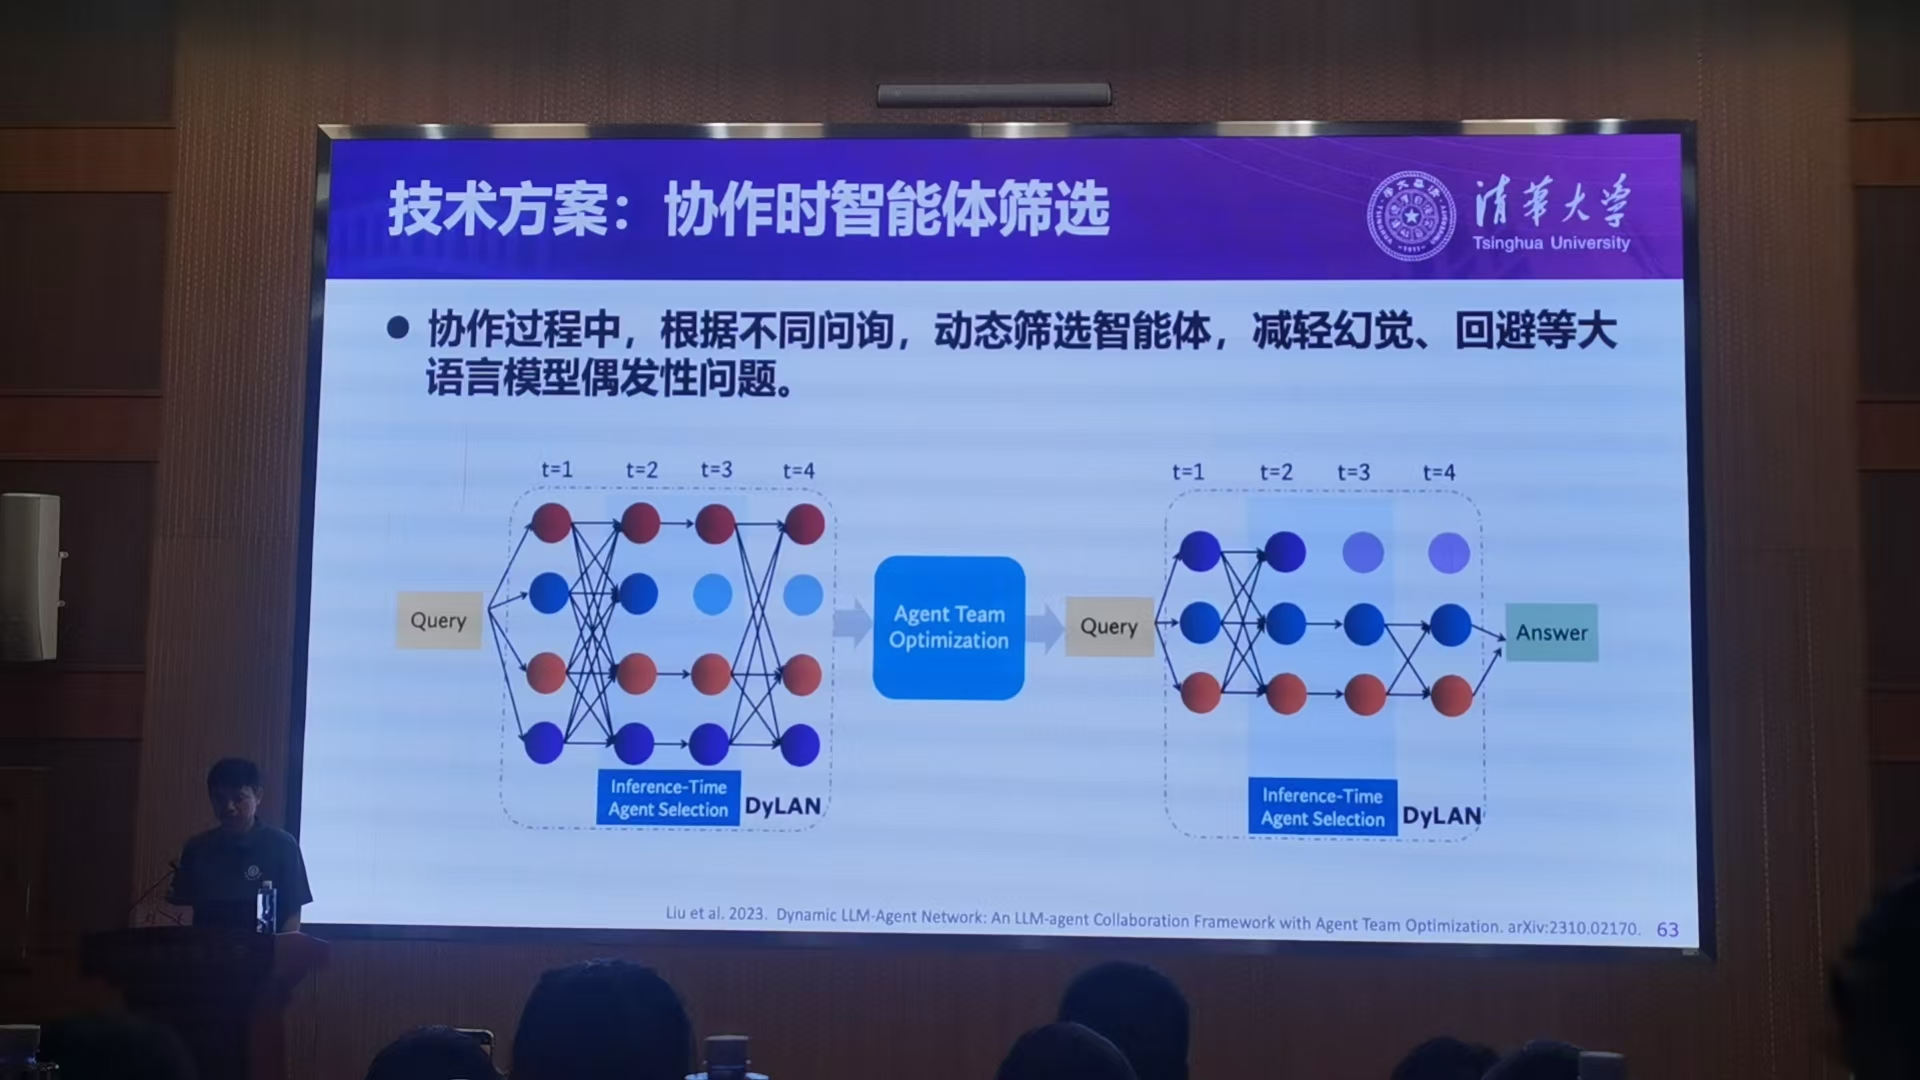 技术方案：协作时智能体筛选
清华大学
Tsinghua University
● 协作过程中，根据不同问询，动态筛选智能体，减轻幻觉、回避等大
语言模型偶发性问题。
t=1 t=2 t=3 t=4
t=1 t=2 t=3 t=4
Query
Agent Team
Optimization
Query
Answer
Inference-Time
Agent Selection
DyLAN
Inference-Time
Agent Selection
DyLAN
Liu et al. 2023. Dynamic LLM-Agent Network: An LLM-agent Collaboration Framework with Agent Team Optimization. arXiv:2310.02170. 63